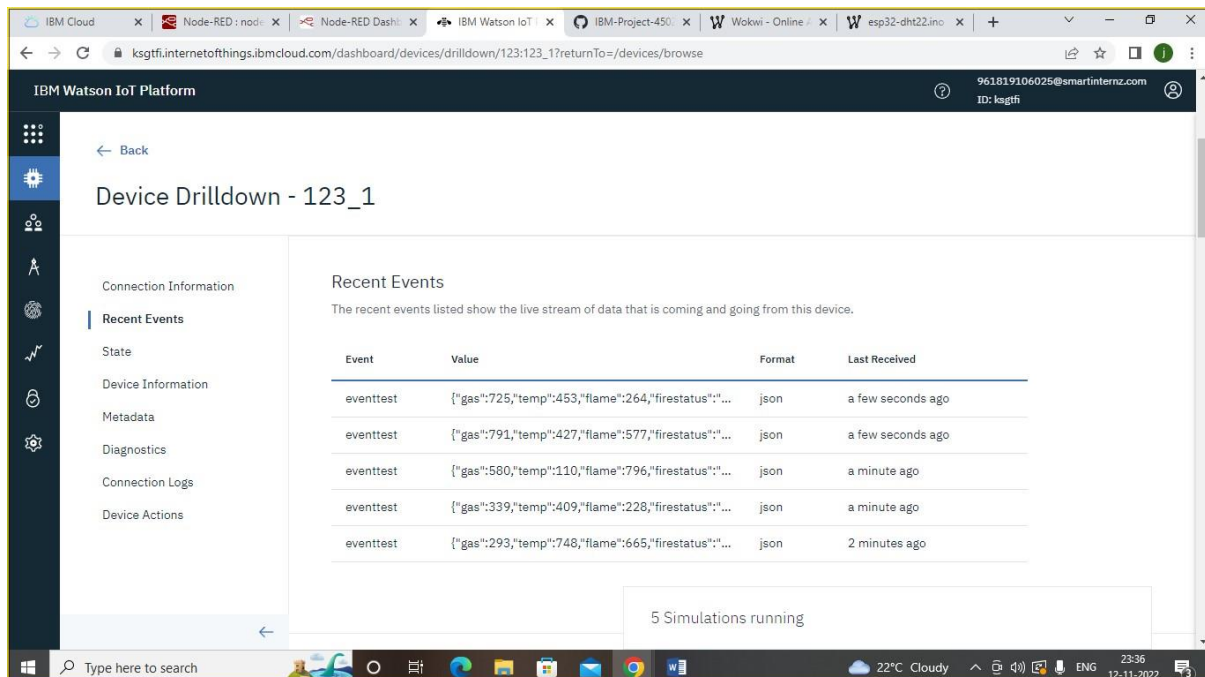 IBM Cloud
Node-RED : node
Node-RED Dashb
IBM Watson IoT
IBM-Project-450
Wokwi - Online A
esp32-dht22.ino
ksgtfi.internetofthings.ibmcloud.com/dashboard/devices/drilldown/123:123_1?returnTo=/devices/browse
j
IBM Watson IoT Platform
961819106025@smartinternz.com
ID: ksgtfi
← Back
Device Drilldown - 123_1
Connection Information
Recent Events
State
Device Information
Metadata
Diagnostics
Connection Logs
Device Actions
Recent Events
The recent events listed show the live stream of data that is coming and going from this device.
Event Value Format Last Received
eventtest {"gas":725,"temp":453,"flame":264,"firestatus":"... json a few seconds ago
eventtest {"gas":791,"temp":427,"flame":577,"firestatus":"... json a few seconds ago
eventtest {"gas":580,"temp":110,"flame":796,"firestatus":"... json a minute ago
eventtest {"gas":339,"temp":409,"flame":228,"firestatus":"... json a minute ago
eventtest {"gas":293,"temp":748,"flame":665,"firestatus":"... json 2 minutes ago
5 Simulations running
Type here to search
22°C Cloudy
ENG
23:36
12-11-2022